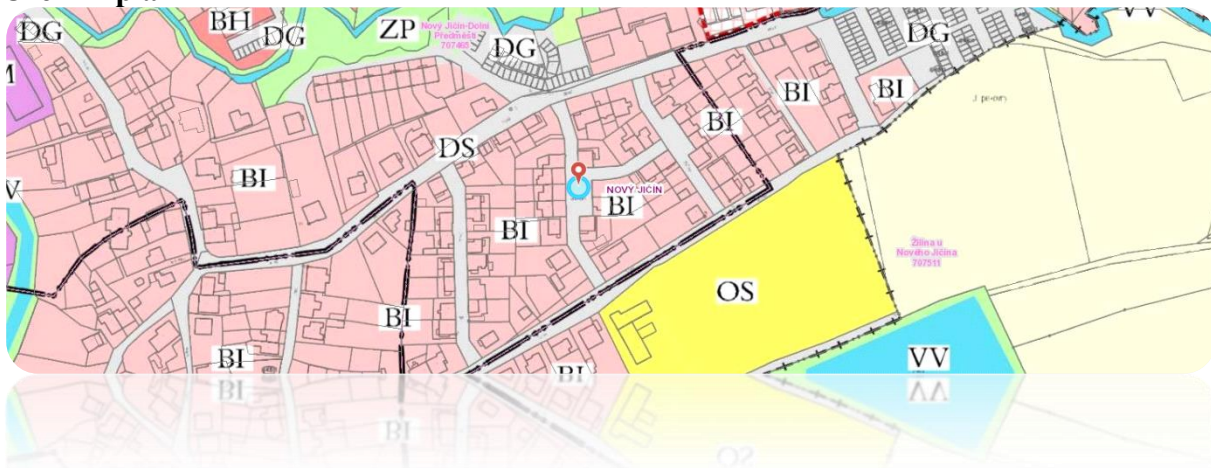 DG
BH
DG
ZP
Nový Jičín-Dolní
Předměstí
707465
DG
DG
VV
M
BI
BI
BI
DS
BI
V
NOVÝ JIČÍN
BI
BI
Žilina u
Nového Jičína
707511
OS
BI
BI
BI
VV